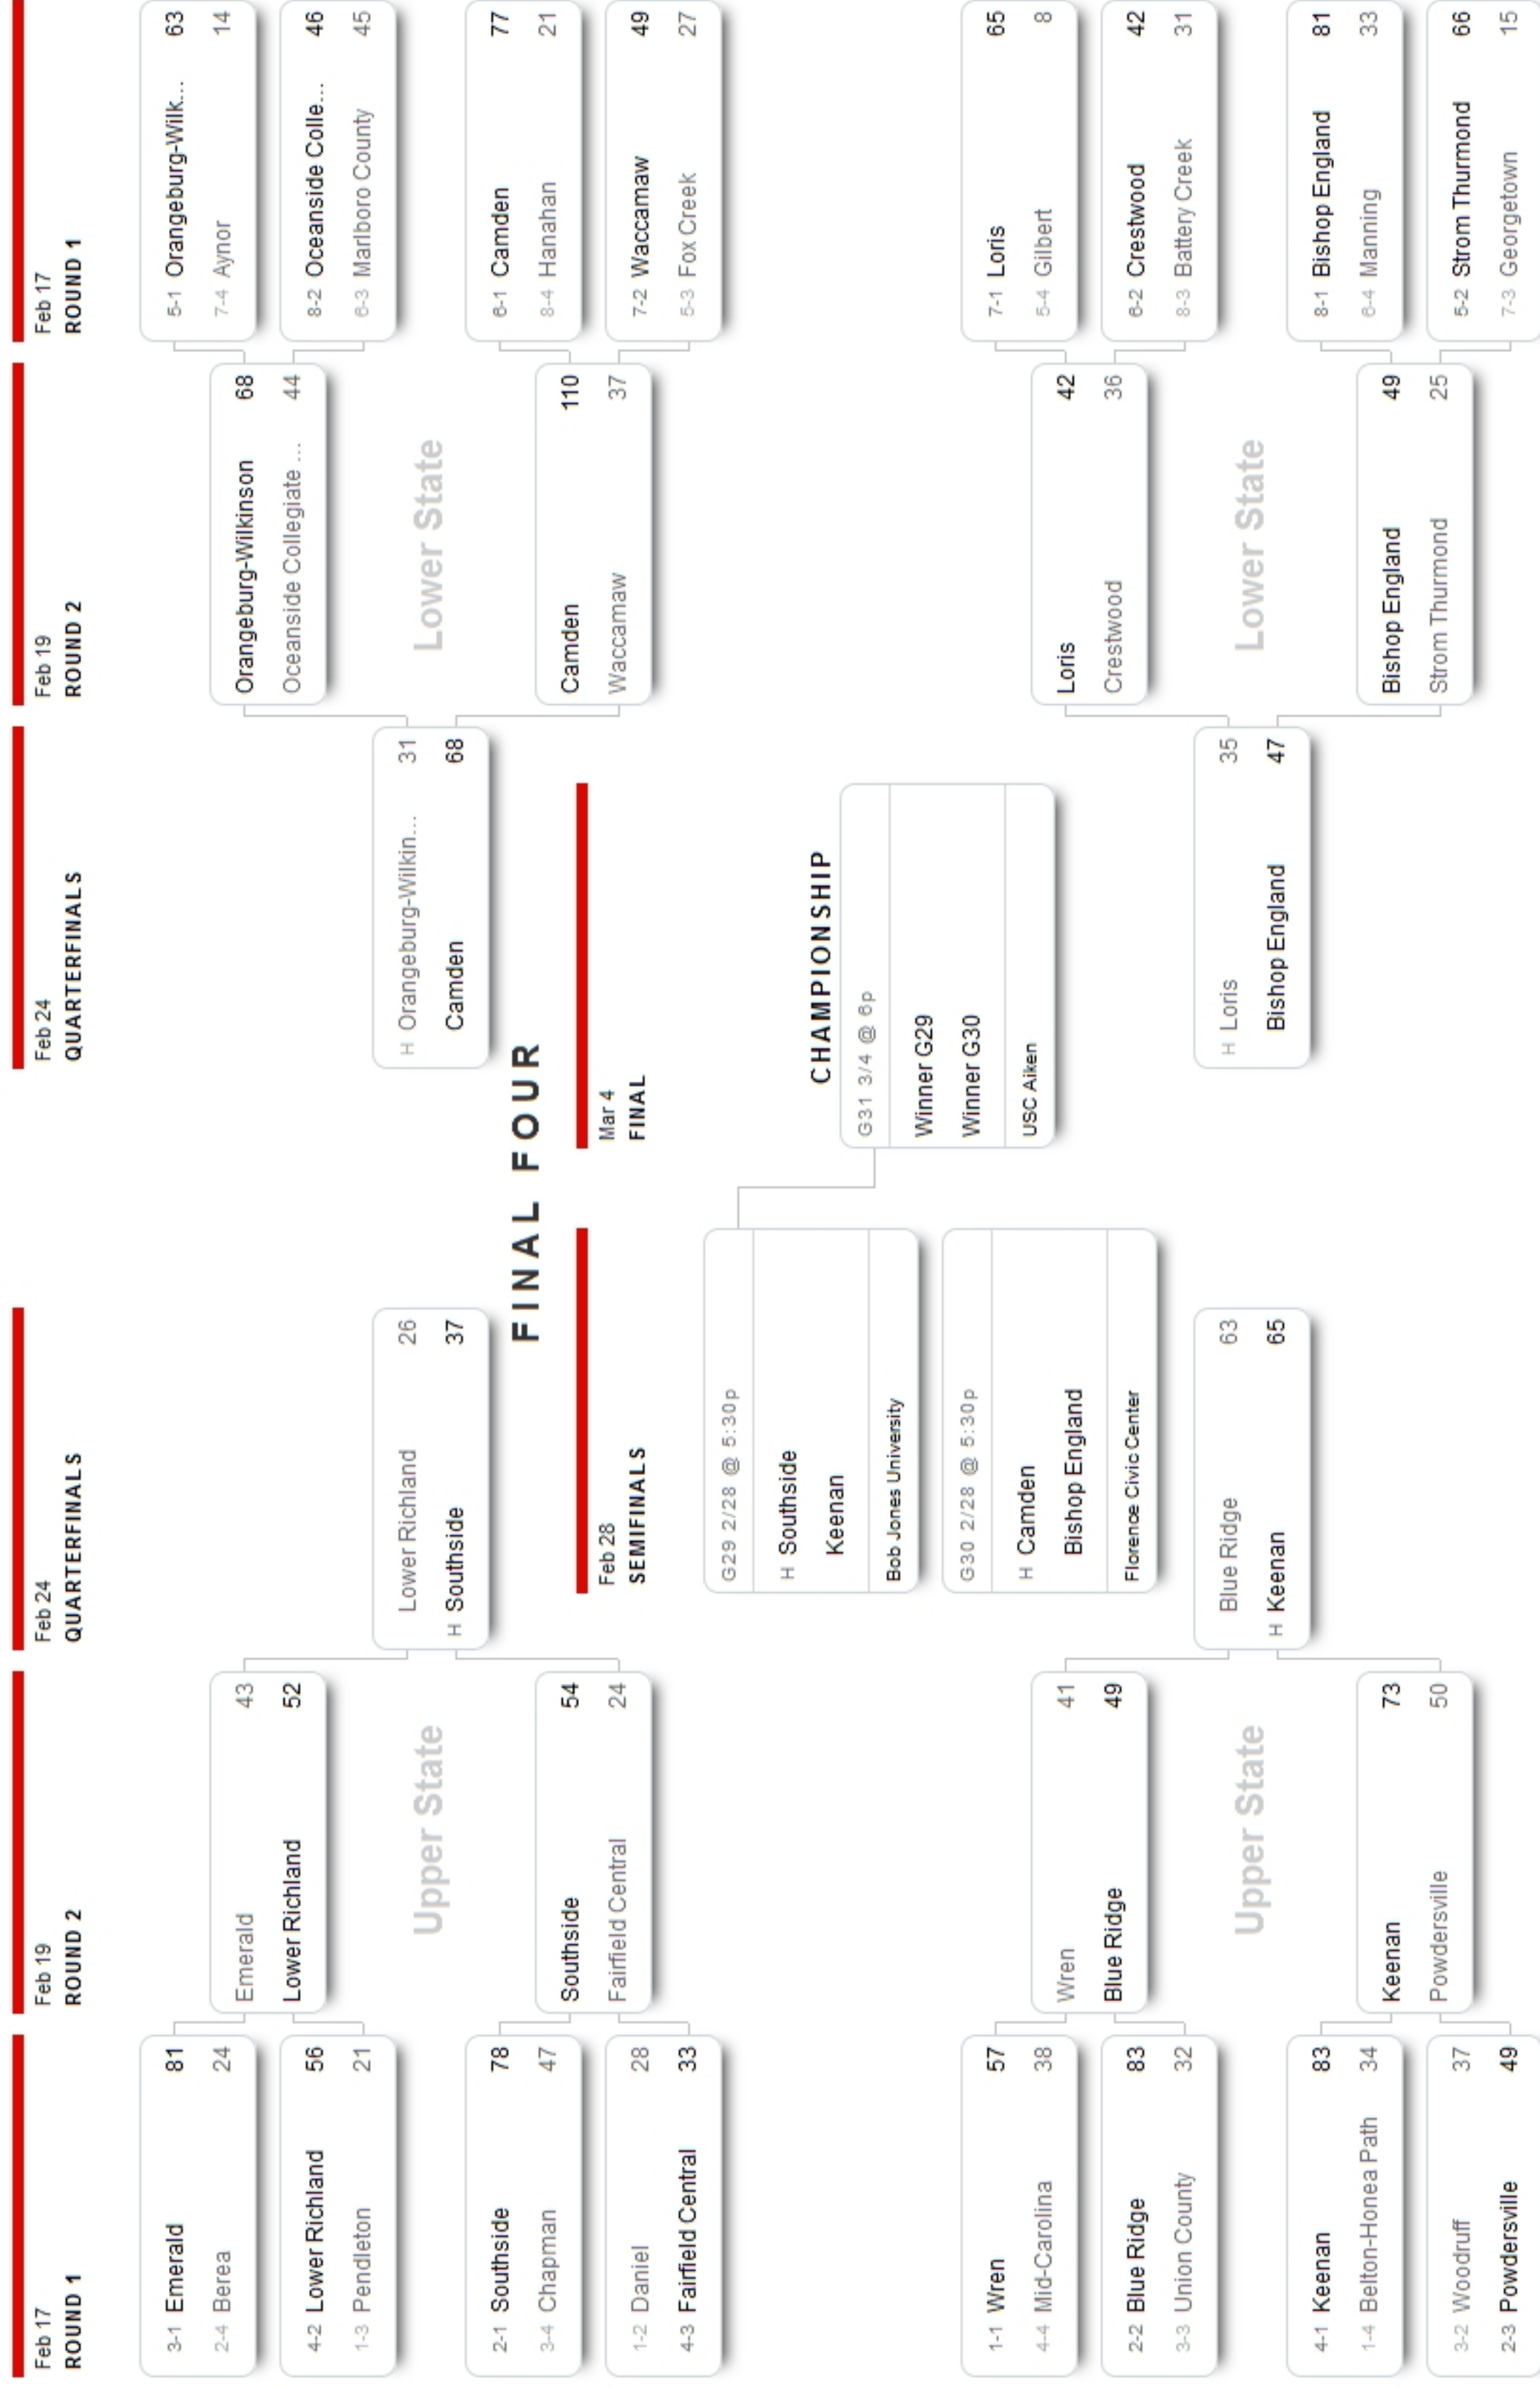 Feb 17
ROUND 1
Feb 19
ROUND 2
Feb 24
QUARTERFINALS
Feb 24
QUARTERFINALS
Feb 19
ROUND 2
Feb 17
ROUND 1
3-1 Emerald 81
2-4 Berea 24
4-2 Lower Richland 56
1-3 Pendleton 21
2-1 Southside 78
3-4 Chapman 47
1-2 Daniel 28
4-3 Fairfield Central 33
1-1 Wren 57
4-4 Mid-Carolina 38
2-2 Blue Ridge 83
3-3 Union County 32
4-1 Keenan 83
1-4 Belton-Honea Path 34
3-2 Woodruff 37
2-3 Powdersville 49
Emerald 43
Lower Richland 52
Upper State
Southside 54
Fairfield Central 24
Wren 41
Blue Ridge 49
Upper State
Keenan 73
Powdersville 50
Lower Richland 26
H Southside 37
Blue Ridge 63
H Keenan 65
FINAL FOUR
Feb 28
SEMIFINALS
G29 2/28 @ 5:30p
H Southside
Keenan
Bob Jones University
G30 2/28 @ 5:30p
H Camden
Bishop England
Florence Civic Center
Mar 4
FINAL
CHAMPIONSHIP
G31 3/4 @ 6p
Winner G29
Winner G30
USC Aiken
H Orangeburg-Wilkin... 31
Camden 68
H Loris 35
Bishop England 47
Orangeburg-Wilkinson 68
Oceanside Collegiate ... 44
Lower State
Camden 110
Waccamaw 37
Loris 42
Crestwood 36
Lower State
Bishop England 49
Strom Thurmond 25
5-1 Orangeburg-Wilk... 63
7-4 Aynor 14
8-2 Oceanside Colle... 46
6-3 Marlboro County 45
6-1 Camden 77
8-4 Hanahan 21
7-2 Waccamaw 49
5-3 Fox Creek 27
7-1 Loris 65
5-4 Gilbert 8
6-2 Crestwood 42
8-3 Battery Creek 31
8-1 Bishop England 81
6-4 Manning 33
5-2 Strom Thurmond 66
7-3 Georgetown 15